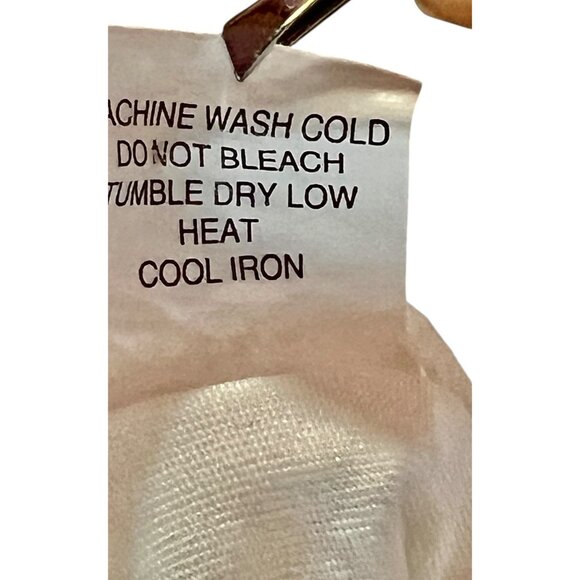 ACHINE WASH COLD
DO NOT BLEACH
TUMBLE DRY LOW
HEAT
COOL IRON